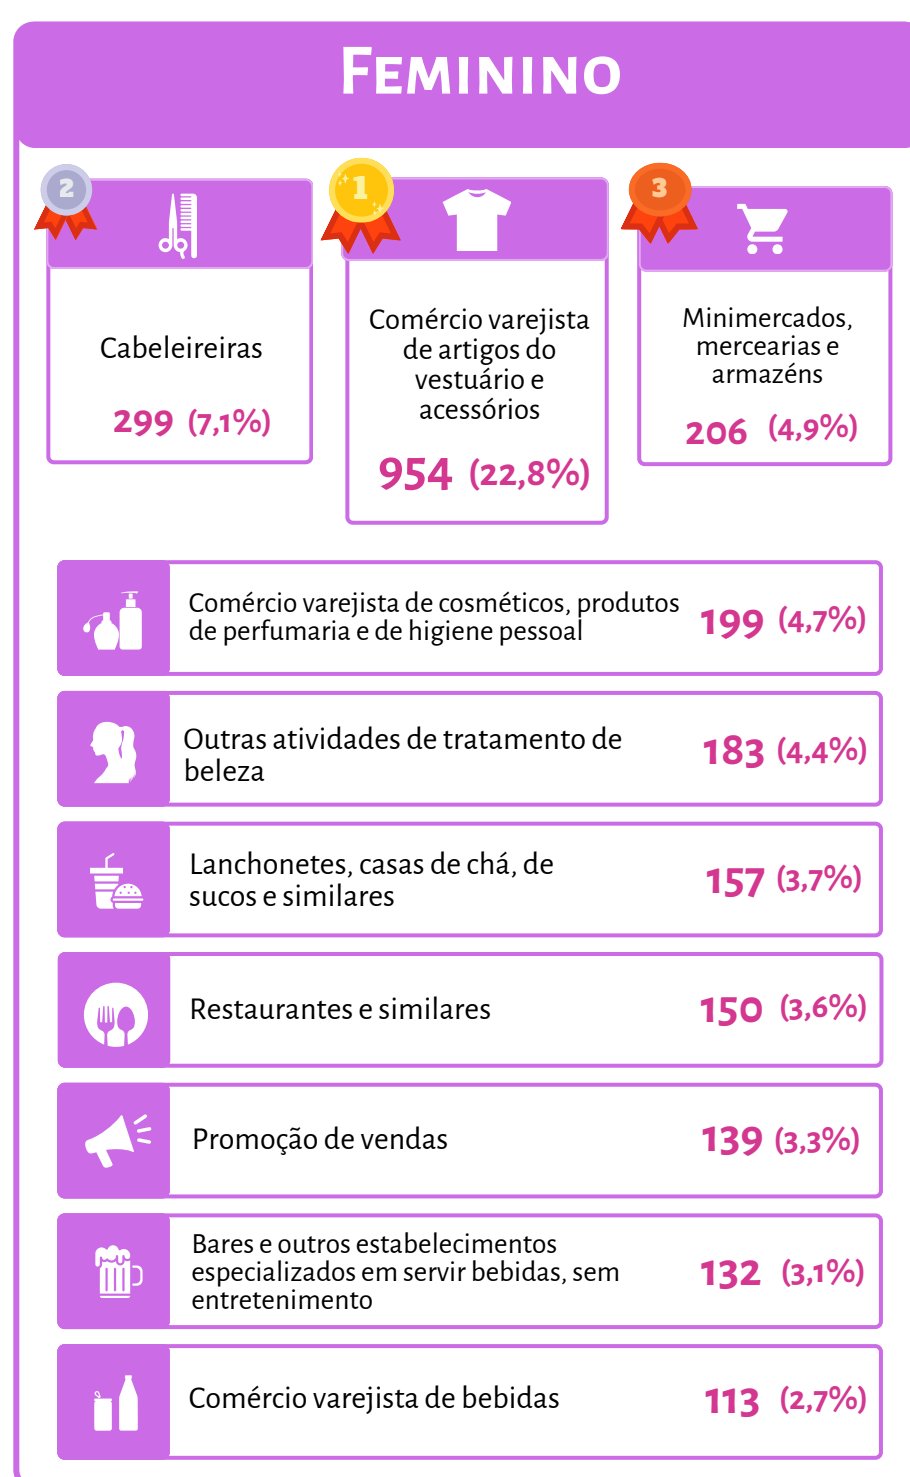 Feminino
2
Cabeleireiras
299 (7,1%)
1
Comércio varejista
de artigos do
vestuário e
acessórios
954 (22,8%)
3
Minimercados,
mercearias e
armazéns
206 (4,9%)
Comércio varejista de cosméticos, produtos
de perfumaria e de higiene pessoal
199 (4,7%)
Outras atividades de tratamento de
beleza
183 (4,4%)
Lanchonetes, casas de chá, de
sucos e similares
157 (3,7%)
Restaurantes e similares
150 (3,6%)
Promoção de vendas
139 (3,3%)
Bares e outros estabelecimentos
especializados em servir bebidas, sem
entretenimento
132 (3,1%)
Comércio varejista de bebidas
113 (2,7%)